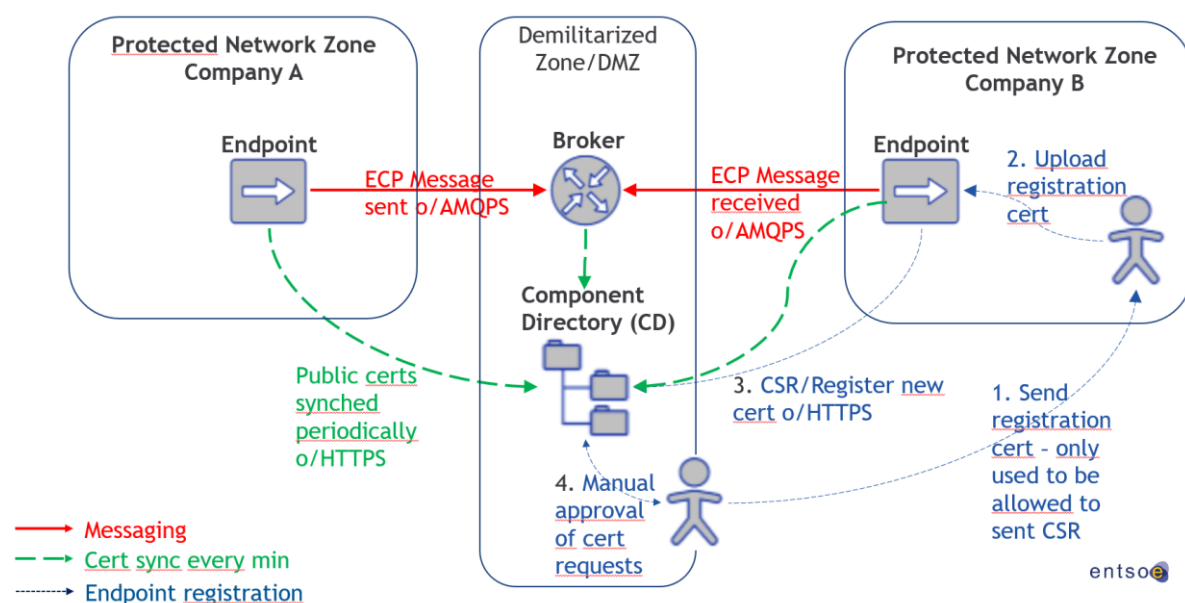 Protected Network Zone
Company A
Demilitarized
Zone/DMZ
Protected Network Zone
Company B
Endpoint
Broker
Endpoint
2. Upload
registration
cert
ECP Message
sent o/AMQPS
ECP Message
received
o/AMQPS
Component
Directory (CD)
Public certs
synched
periodically
o/HTTPS
3. CSR/Register new
cert o/HTTPS
1. Send
registration
cert - only
used to be
allowed to
sent CSR
4. Manual
approval
of cert
requests
Messaging
Cert sync every min
Endpoint registration
entsoe